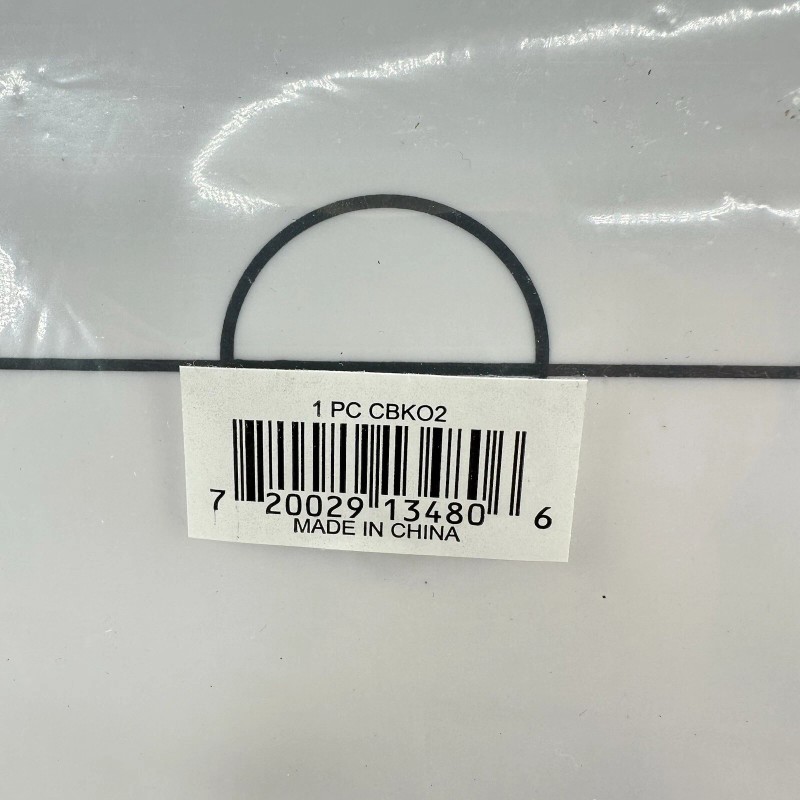 1 PC CBKO2
7 20029 13480 6
MADE IN CHINA